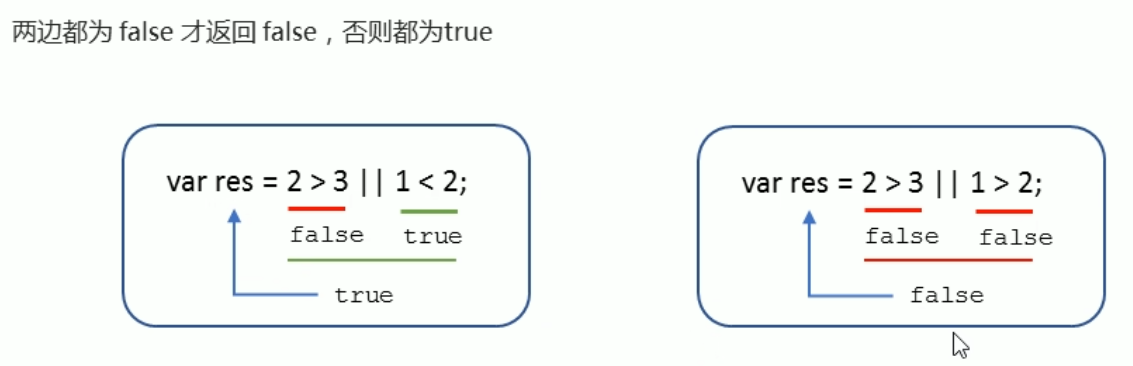 两边都为 false 才返回 false，否则都为true
var res = 2 > 3 || 1 < 2;
false true
true
var res = 2 > 3 || 1 > 2;
false false
false